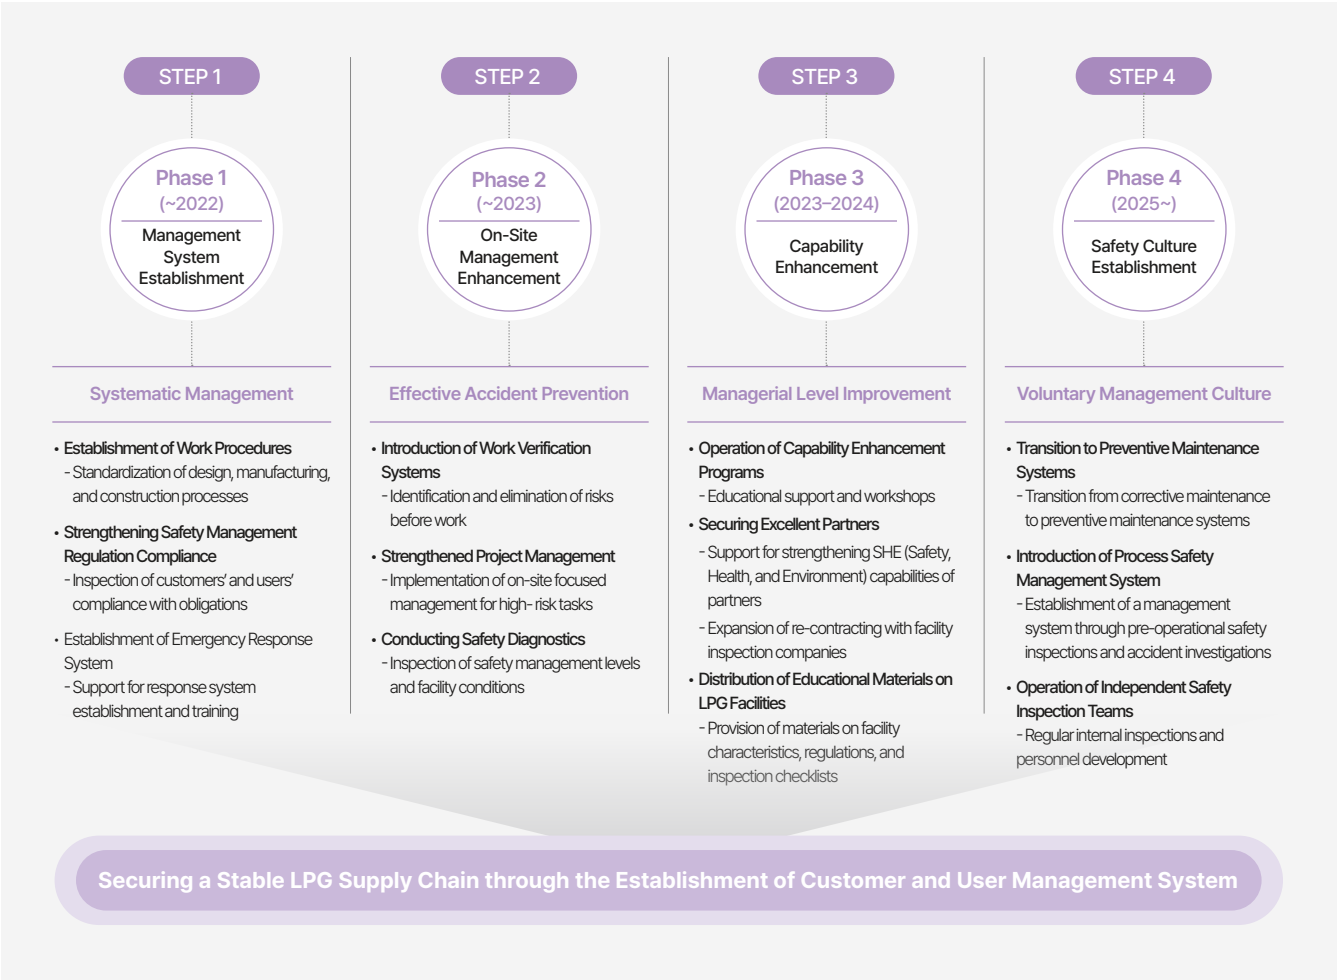 STEP 1
Phase 1
(~2022)
Management
System
Establishment
Systematic Management
• Establishment of Work Procedures
- Standardization of design, manufacturing,
and construction processes
• Strengthening Safety Management
Regulation Compliance
- Inspection of customers’ and users’
compliance with obligations
• Establishment of Emergency Response
System
- Support for response system
establishment and training
STEP 2
Phase 2
(~2023)
On-Site
Management
Enhancement
Effective Accident Prevention
• Introduction of Work Verification
Systems
- Identification and elimination of risks
before work
• Strengthened Project Management
- Implementation of on-site focused
management for high- risk tasks
• Conducting Safety Diagnostics
- Inspection of safety management levels
and facility conditions
STEP 3
Phase 3
(2023–2024)
Capability
Enhancement
Managerial Level Improvement
• Operation of Capability Enhancement
Programs
- Educational support and workshops
• Securing Excellent Partners
- Support for strengthening SHE (Safety,
Health, and Environment) capabilities of
partners
- Expansion of re-contracting with facility
inspection companies
• Distribution of Educational Materials on
LPG Facilities
- Provision of materials on facility
characteristics, regulations, and
inspection checklists
STEP 4
Phase 4
(2025~)
Safety Culture
Establishment
Voluntary Management Culture
• Transition to Preventive Maintenance
Systems
- Transition from corrective maintenance
to preventive maintenance systems
• Introduction of Process Safety
Management System
- Establishment of a management
system through pre-operational safety
inspections and accident investigations
• Operation of Independent Safety
Inspection Teams
- Regular internal inspections and
personnel development
Securing a Stable LPG Supply Chain through the Establishment of Customer and User Management System